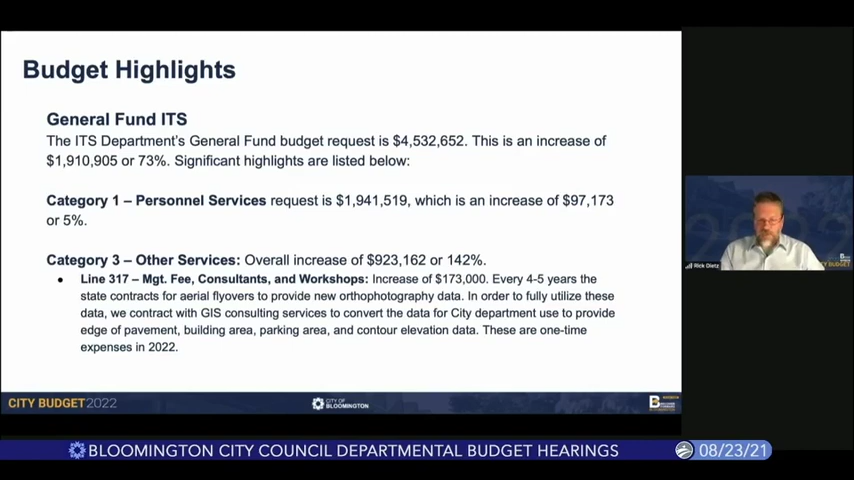 Budget Highlights
General Fund ITS
The ITS Department's General Fund budget request is $4,532,652. This is an increase of
$1,910,905 or 73%. Significant highlights are listed below:
Category 1 – Personnel Services request is $1,941,519, which is an increase of $97,173
or 5%.
Category 3 – Other Services: Overall increase of $923,162 or 142%.
● Line 317 – Mgt. Fee, Consultants, and Workshops: Increase of $173,000. Every 4-5 years the
state contracts for aerial flyovers to provide new orthophotography data. In order to fully utilize these
data, we contract with GIS consulting services to convert the data for City department use to provide
edge of pavement, building area, parking area, and contour elevation data. These are one-time
expenses in 2022.
Rick Dietz
CITY BUDGET2022
CITY OF
BLOOMINGTON
BLOOMINGTON CITY COUNCIL DEPARTMENTAL BUDGET HEARINGS
08/23/21